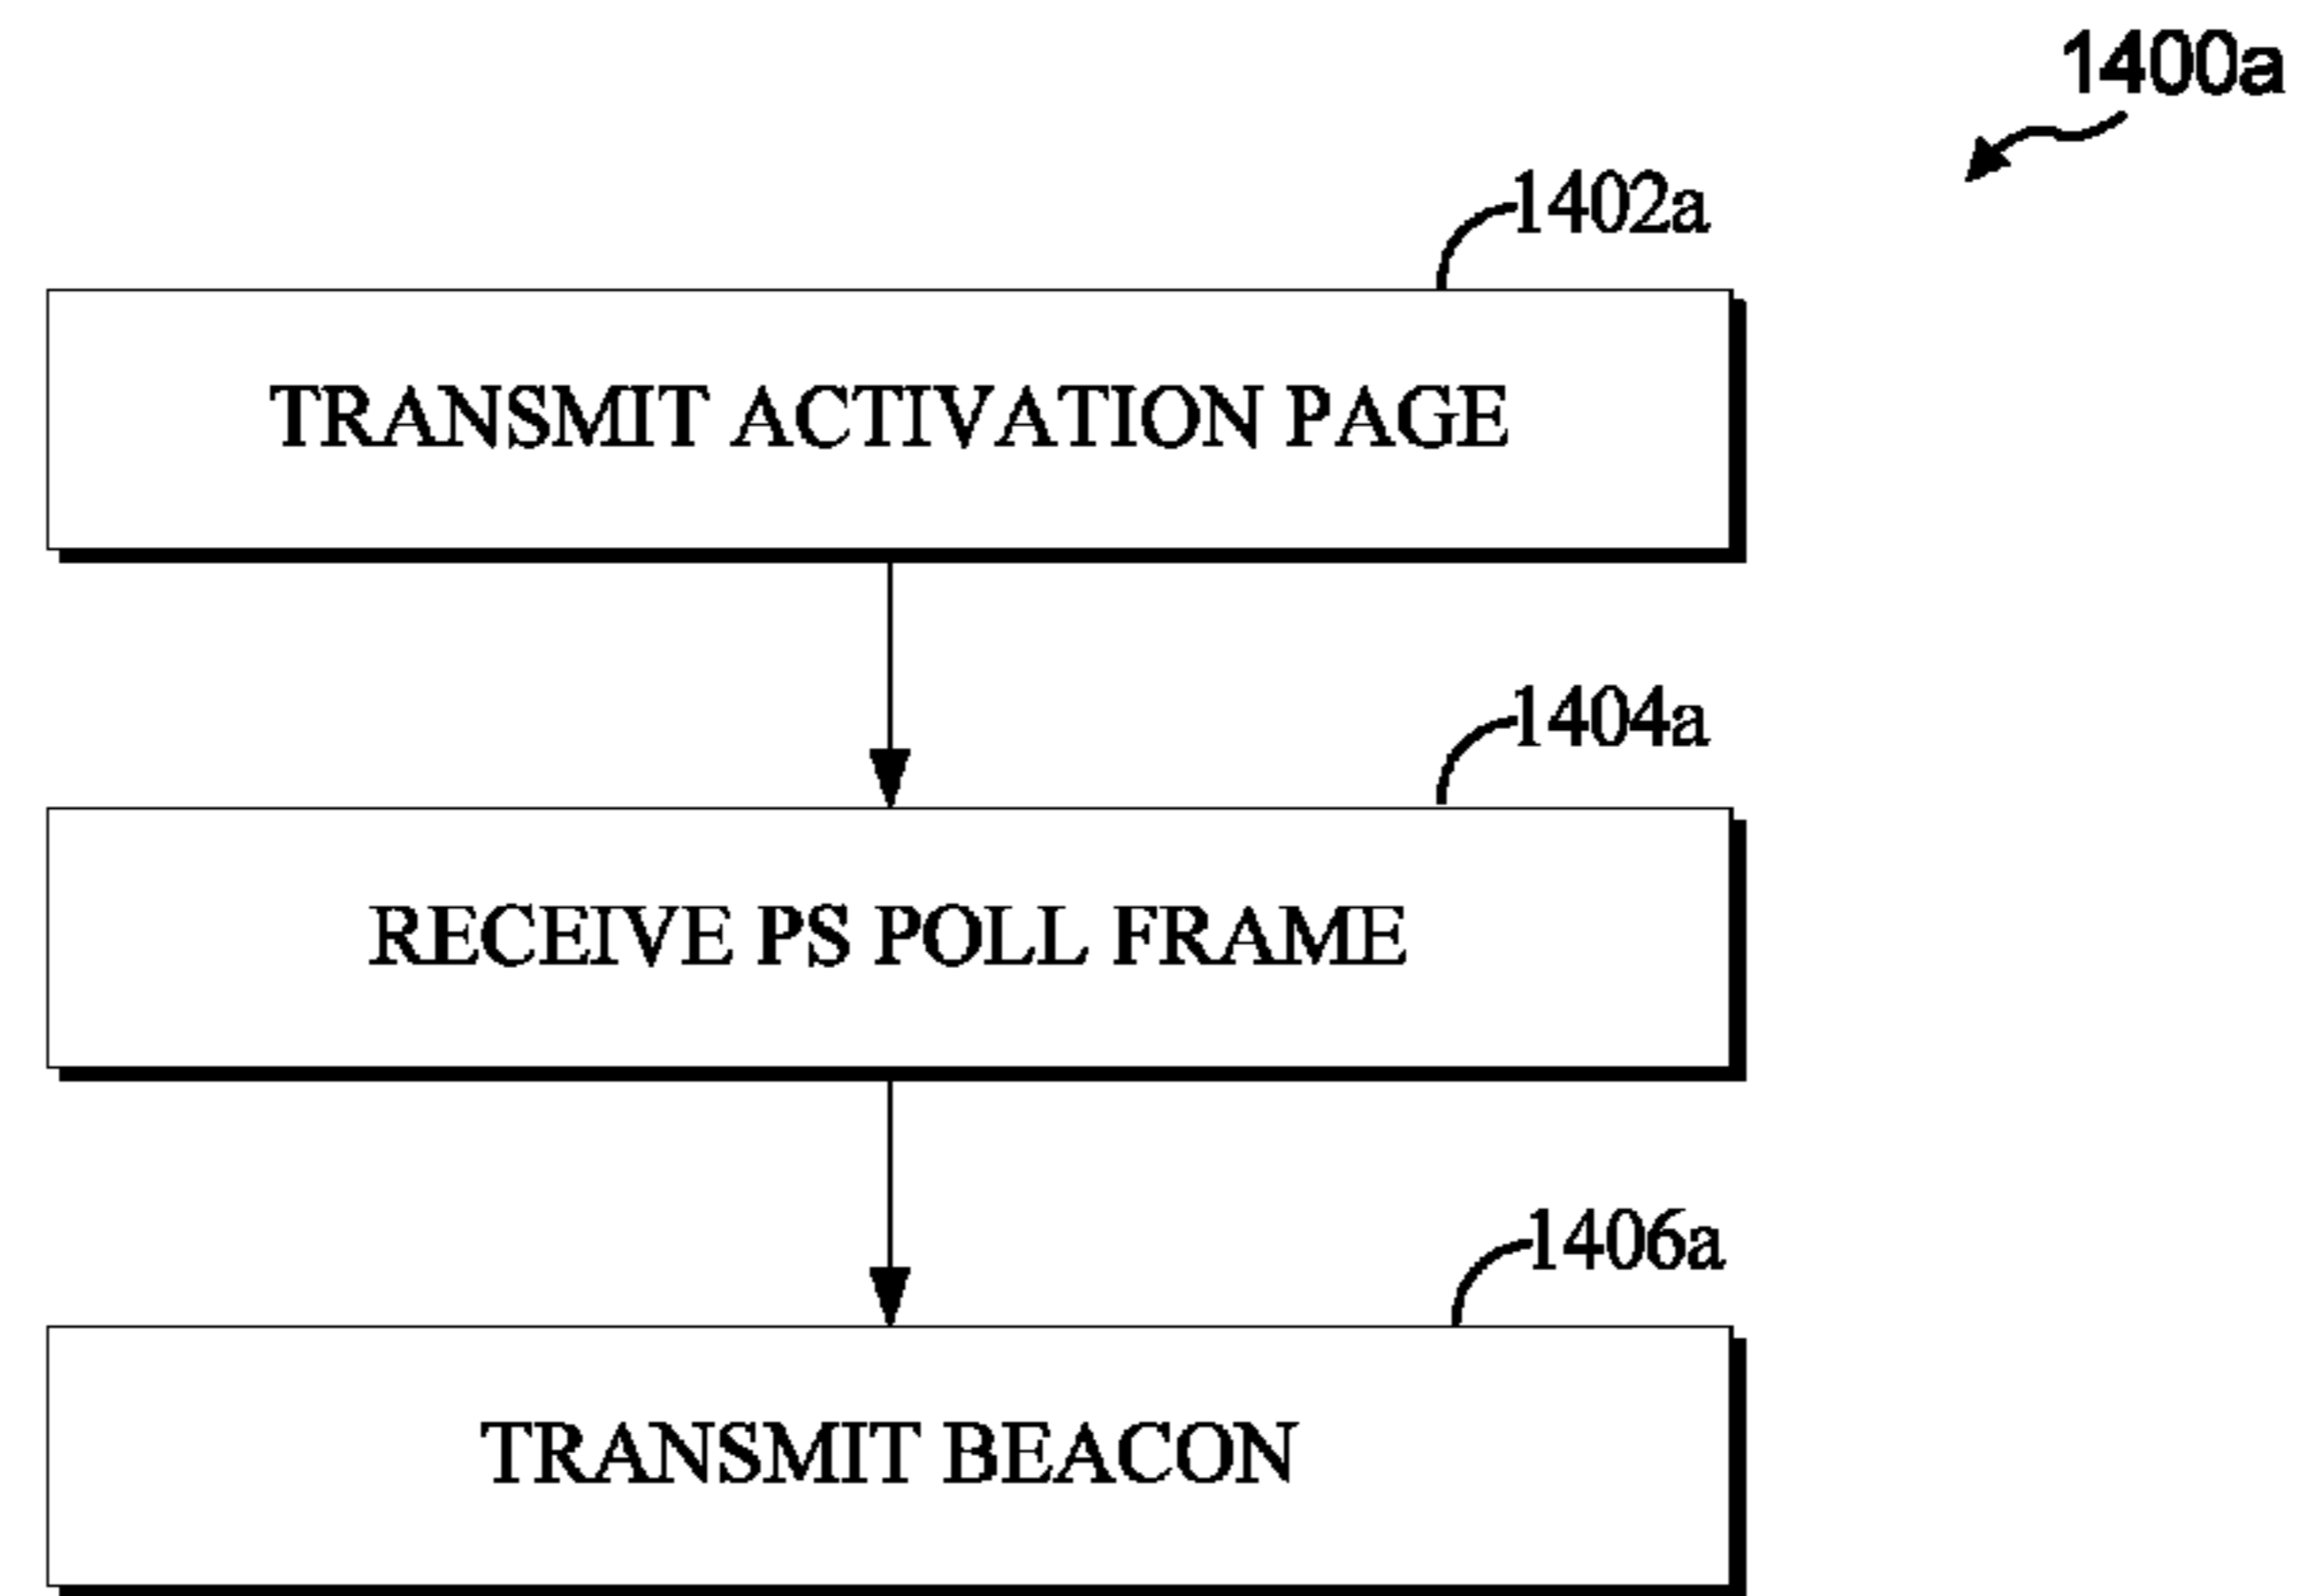 1400a
1402a
TRANSMIT ACTIVATION PAGE
1404a
RECEIVE PS POLL FRAME
1406a
TRANSMIT BEACON